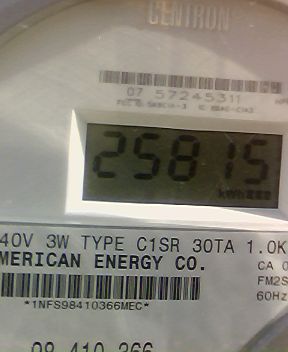 CENTRON
07 57245311
25815
kWh
40V 3W TYPE C1SR 30TA 1.0K
MERICAN ENERGY CO.
CA 0
FM2S
60Hz
*1NFS98410366MEC*
98 410 366